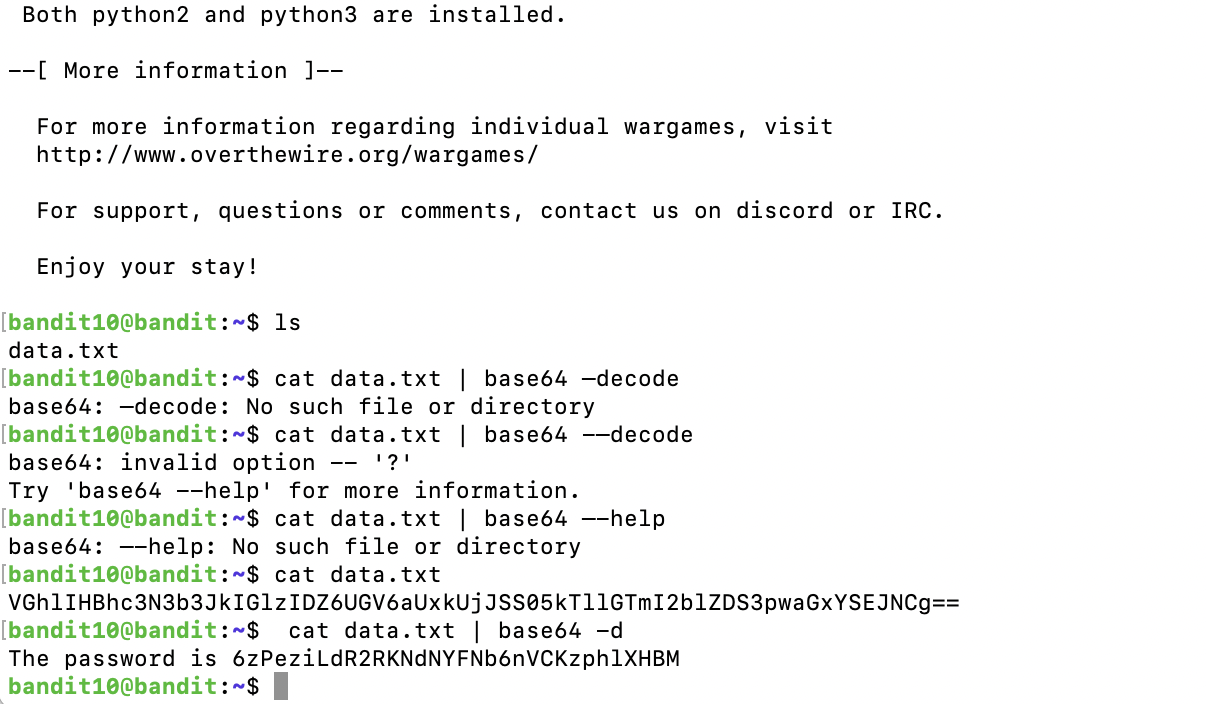 Both python2 and python3 are installed.
--[ More information ]--
For more information regarding individual wargames, visit
http://www.overthewire.org/wargames/
For support, questions or comments, contact us on discord or IRC.
Enjoy your stay!
[bandit10@bandit:~$ ls
data.txt
[bandit10@bandit:~$ cat data.txt | base64 –decode
base64: –decode: No such file or directory
[bandit10@bandit:~$ cat data.txt | base64 -–decode
base64: invalid option -- '?'
Try 'base64 --help' for more information.
[bandit10@bandit:~$ cat data.txt | base64 —-help
base64: —-help: No such file or directory
[bandit10@bandit:~$ cat data.txt
VGhlIHBhc3N3b3JkIGlzIDZ6UGV6aUxkUjJSS05kTllGTmI2blZDS3pwaGxYSEJNCg==
[bandit10@bandit:~$  cat data.txt | base64 -d
The password is 6zPeziLdR2RKNdNYFNb6nVCKzphlXHBM
bandit10@bandit:~$